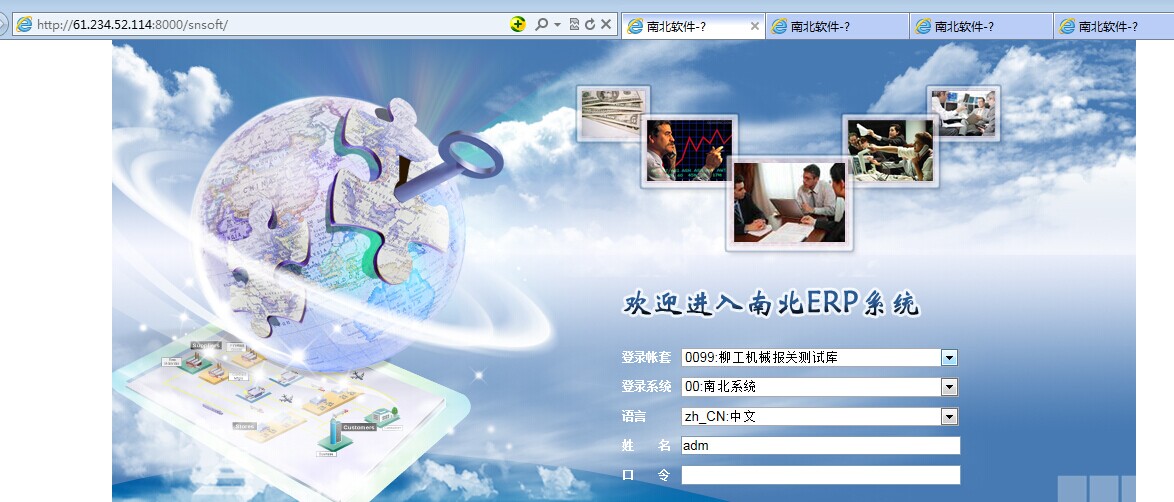 http://61.234.52.114:8000/snsoft/
南北软件-?
南北软件-?
南北软件-?
南北软件-?
欢迎进入南北ERP系统
登录帐套 0099:柳工机械报关测试库
登录系统 00:南北系统
语言 zh_CN:中文
姓 名 adm
口 令
Suppliers
Stores
Customers